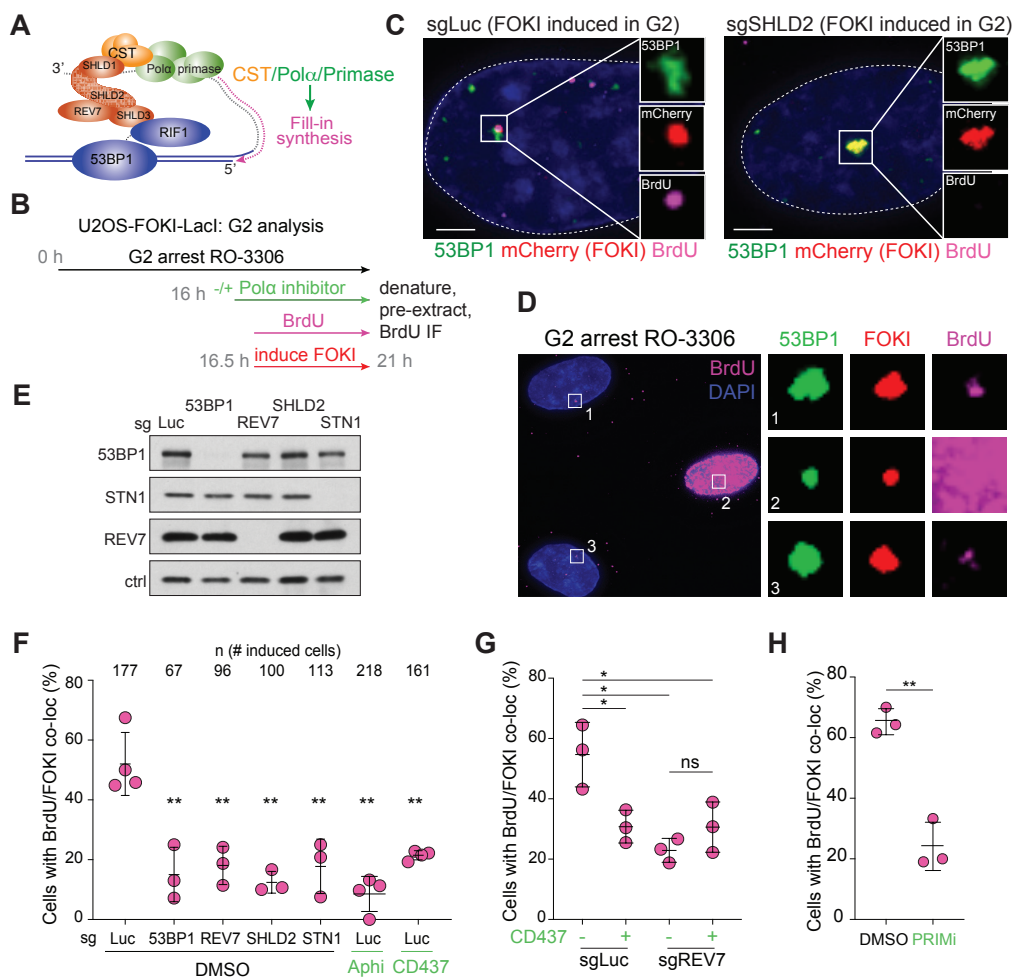 A
CST
SHLD1
Polα primase
3'
CST/Polα/Primase
SHLD2
REV7
SHLD3
Fill-in
synthesis
RIF1
53BP1
5'
B
U2OS-FOKI-LacI: G2 analysis
0 h
G2 arrest RO-3306
16 h
-/+ Polα inhibitor
denature,
pre-extract,
BrdU IF
BrdU
16.5 h
induce FOKI
21 h
C
sgLuc (FOKI induced in G2)
sgSHLD2 (FOKI induced in G2)
53BP1
mCherry
BrdU
53BP1
mCherry
BrdU
53BP1 mCherry (FOKI) BrdU
53BP1 mCherry (FOKI) BrdU
D
G2 arrest RO-3306
53BP1
FOKI
BrdU
BrdU
DAPI
1
2
3
1
2
3
E
53BP1
SHLD2
sg Luc
REV7
STN1
53BP1
STN1
REV7
ctrl
F
n (# induced cells)
177 67 96 100 113 218 161
Cells with BrdU/FOKI co-loc (%)
80
60
40
20
0
** ** ** ** ** **
sg Luc 53BP1 REV7 SHLD2 STN1 Luc Luc
DMSO
Aphi CD437
G
Cells with BrdU/FOKI co-loc (%)
80
60
40
20
0
*
*
*
ns
CD437 - + - +
sgLuc sgREV7
H
Cells with BrdU/FOKI co-loc (%)
80
60
40
20
0
**
DMSO PRIMi